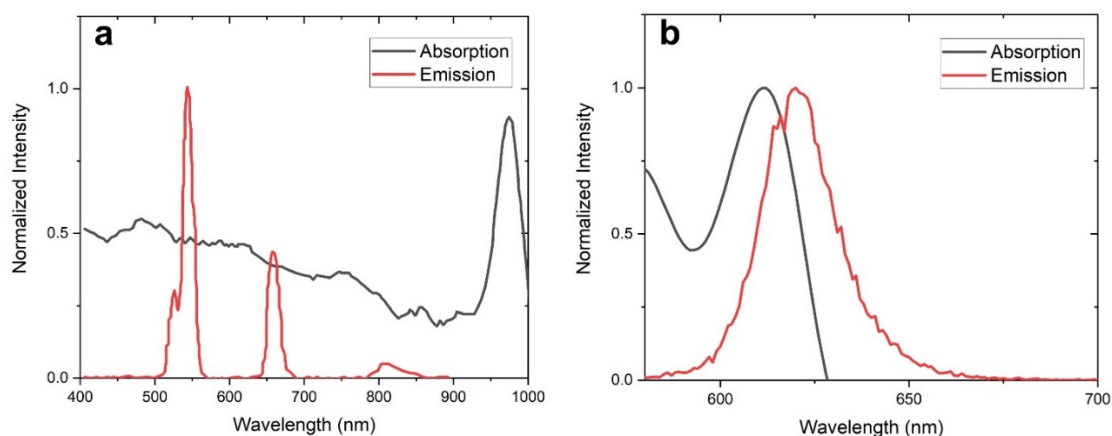 a
Absorption
Emission
1.0
0.5
0.0
400 500 600 700 800 900 1000
Wavelength (nm)
Normalized Intensity
b
Absorption
Emission
1.0
0.5
0.0
600 650 700
Wavelength (nm)
Normalized Intensity